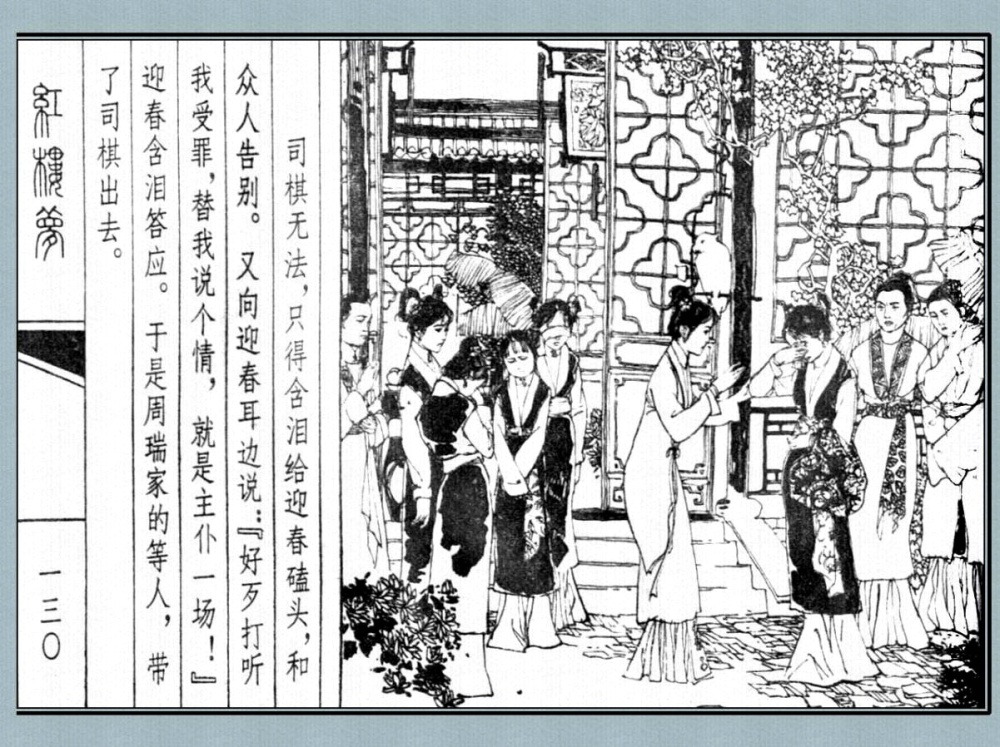 司棋无法，只得含泪给迎春磕头，和
众人告别。又向迎春耳边说：『好歹打听
我受罪，替我说个情，就是主仆一场！』
迎春含泪答应。于是周瑞家的等人，带
了司棋出去。
紅樓夢
一三〇